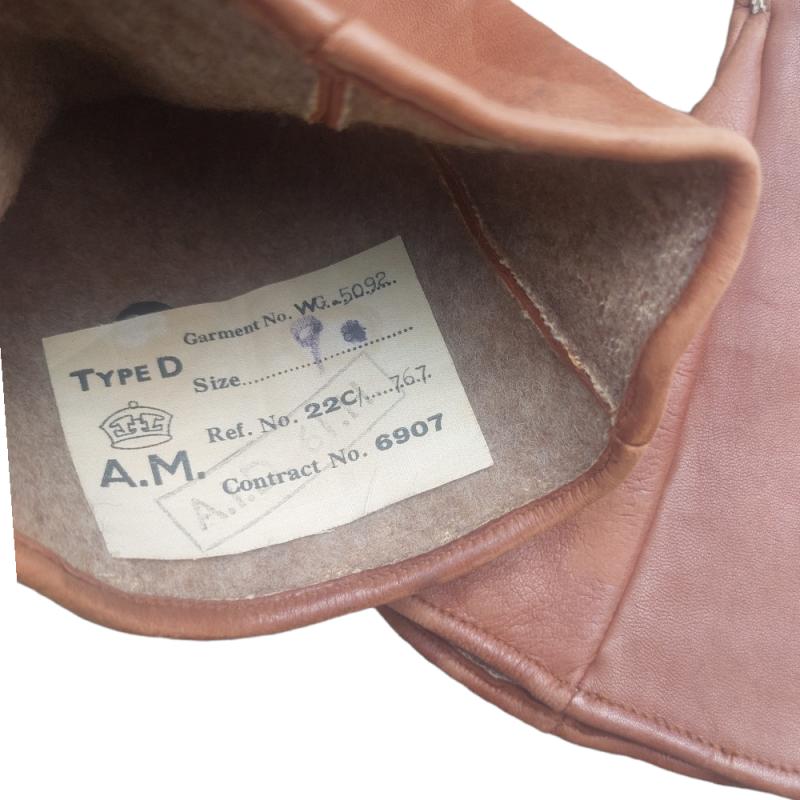 Garment No. WG. 5092.
TYPE D
Size
A.M.
Ref. No. 22C/.....767.
Contract No. 6907
A.I.D.